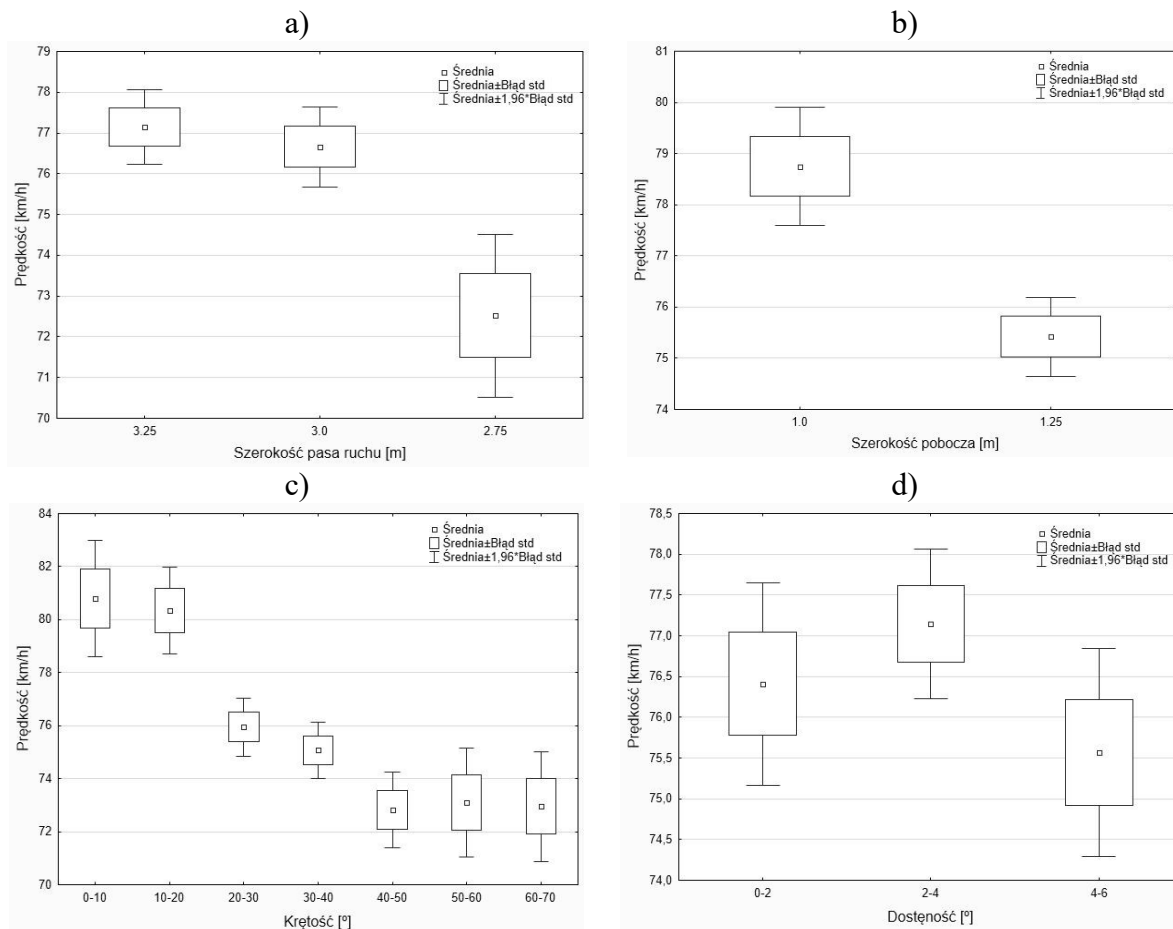 a)
79
78
77
76
75
74
73
72
71
70
Prędkość [km/h]
Średnia
Średnia±Błąd std
Średnia±1,96*Błąd std
3.25 3.0 2.75
Szerokość pasa ruchu [m]
b)
81
80
79
78
77
76
75
74
Prędkość [km/h]
Średnia
Średnia±Błąd std
Średnia±1,96*Błąd std
1.0 1.25
Szerokość pobocza [m]
c)
84
82
80
78
76
74
72
70
Prędkość [km/h]
Średnia
Średnia±Błąd std
Średnia±1,96*Błąd std
0-10 10-20 20-30 30-40 40-50 50-60 60-70
Krętość [º]
d)
78,5
78,0
77,5
77,0
76,5
76,0
75,5
75,0
74,5
74,0
Prędkość [km/h]
Średnia
Średnia±Błąd std
Średnia±1,96*Błąd std
0-2 2-4 4-6
Dostęność [º]